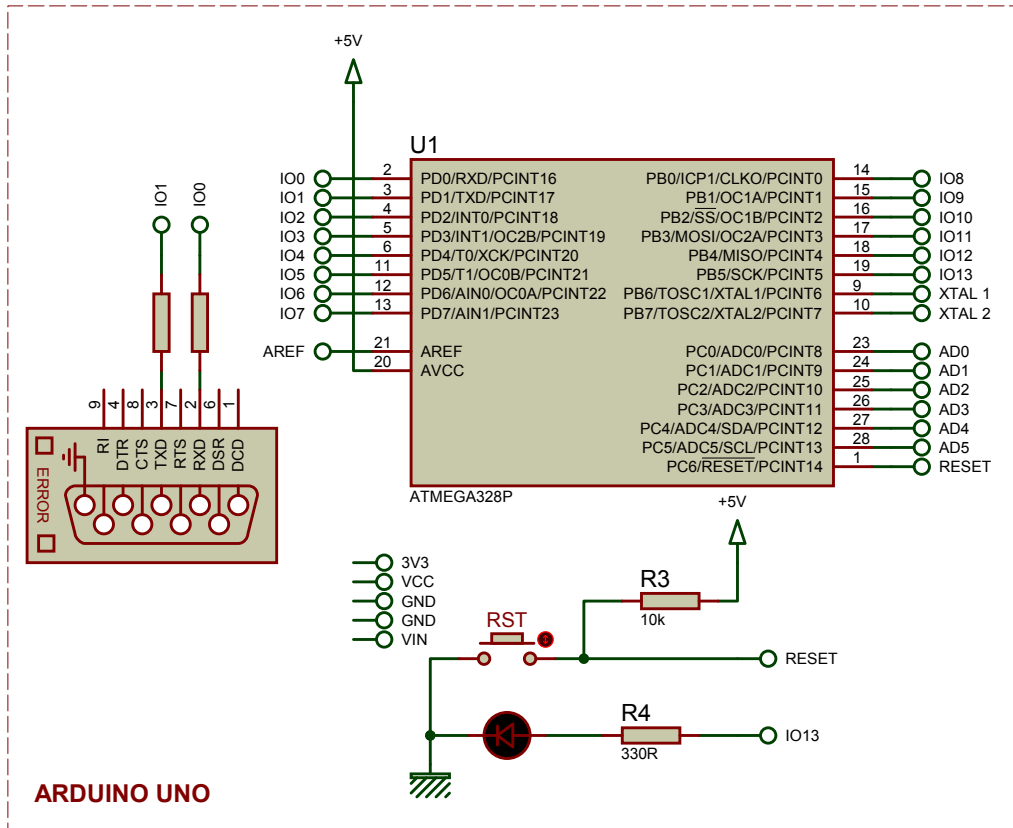 +5V
U1
IO0 2 PD0/RXD/PCINT16 PB0/ICP1/CLKO/PCINT0 14 IO8
IO1 3 PD1/TXD/PCINT17 PB1/OC1A/PCINT1 15 IO9
IO2 4 PD2/INT0/PCINT18 PB2/SS/OC1B/PCINT2 16 IO10
IO3 5 PD3/INT1/OC2B/PCINT19 PB3/MOSI/OC2A/PCINT3 17 IO11
IO4 6 PD4/T0/XCK/PCINT20 PB4/MISO/PCINT4 18 IO12
IO5 11 PD5/T1/OC0B/PCINT21 PB5/SCK/PCINT5 19 IO13
IO6 12 PD6/AIN0/OC0A/PCINT22 PB6/TOSC1/XTAL1/PCINT6 9 XTAL 1
IO7 13 PD7/AIN1/PCINT23 PB7/TOSC2/XTAL2/PCINT7 10 XTAL 2
AREF 21 AREF PC0/ADC0/PCINT8 23 AD0
20 AVCC PC1/ADC1/PCINT9 24 AD1
PC2/ADC2/PCINT10 25 AD2
PC3/ADC3/PCINT11 26 AD3
PC4/ADC4/SDA/PCINT12 27 AD4
PC5/ADC5/SCL/PCINT13 28 AD5
PC6/RESET/PCINT14 1 RESET
ATMEGA328P
IO1 IO0
9 4 8 3 7 2 6 1
RI DTR CTS TXD RTS RXD DSR DCD
ERROR
+5V
3V3
VCC
GND
GND
VIN
R3
10k
RST
RESET
R4
330R
IO13
ARDUINO UNO